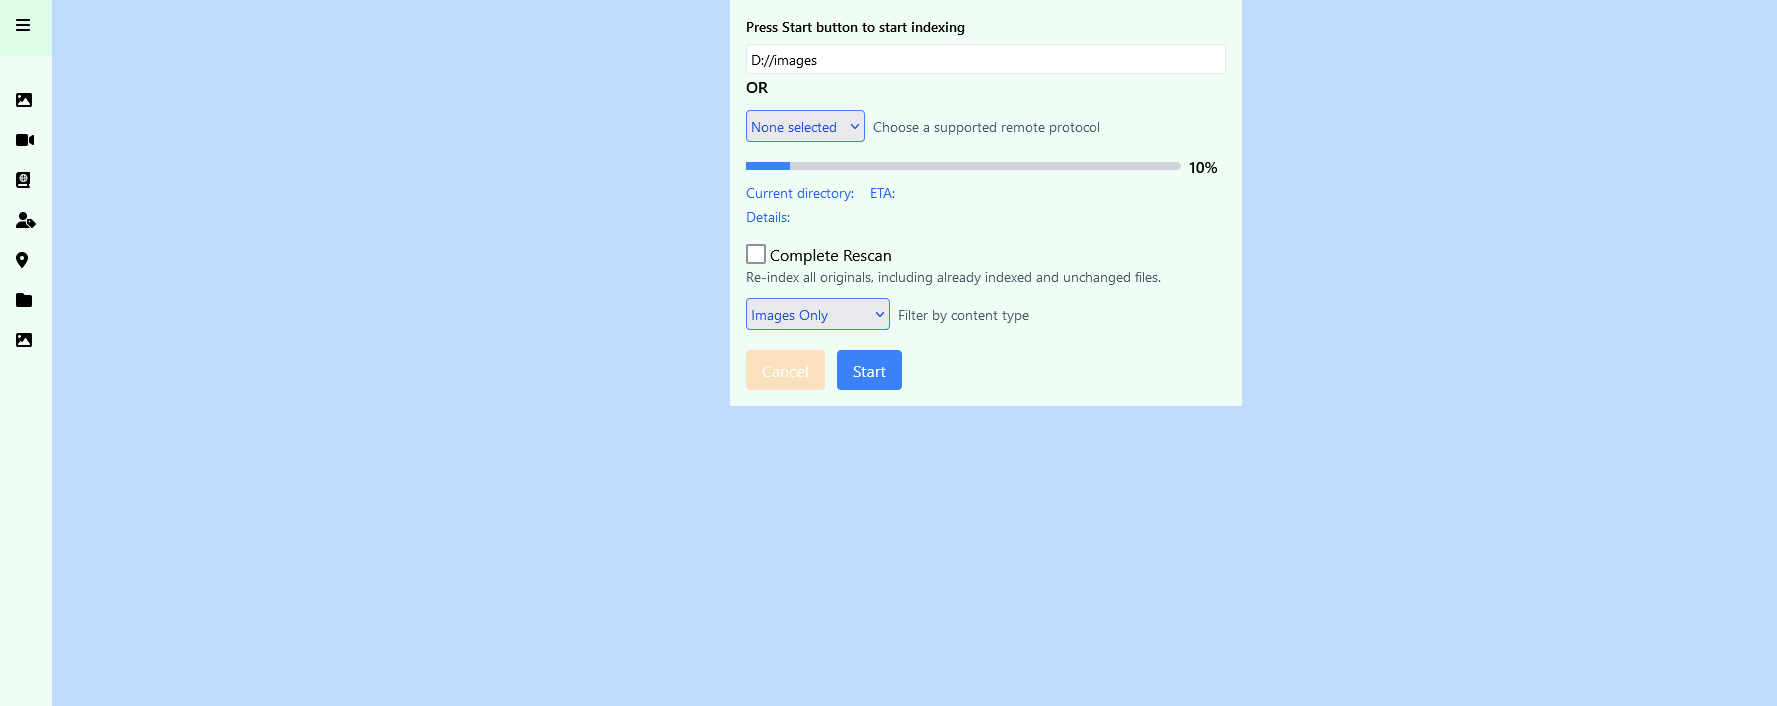 Press Start button to start indexing
D://images
OR
None selected Choose a supported remote protocol
10%
Current directory: ETA:
Details:
Complete Rescan
Re-index all originals, including already indexed and unchanged files.
Images Only Filter by content type
Cancel Start